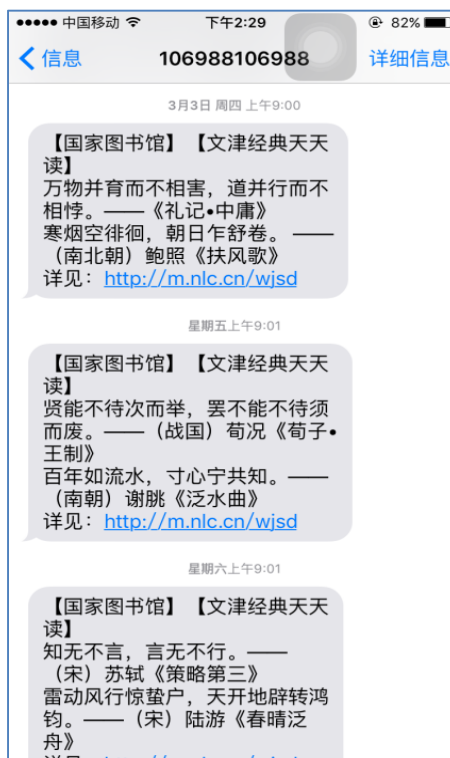 中国移动 下午2:29 82%
信息 106988106988 详细信息
3月3日 周四 上午9:00
【国家图书馆】【文津经典天天
读】
万物并育而不相害，道并行而不
相悖。——《礼记•中庸》
寒烟空徘徊，朝日乍舒卷。——
（南北朝）鲍照《扶风歌》
详见：http://m.nlc.cn/wjsd
星期五上午9:01
【国家图书馆】【文津经典天天
读】
贤能不待次而举，罢不能不待须
而废。——（战国）荀况《荀子•
王制》
百年如流水，寸心宁共知。——
（南朝）谢朓《泛水曲》
详见：http://m.nlc.cn/wjsd
星期六上午9:01
【国家图书馆】【文津经典天天
读】
知无不言，言无不行。——
（宋）苏轼《策略第三》
雷动风行惊蛰户，天开地辟转鸿
钧。——（宋）陆游《春晴泛
舟》